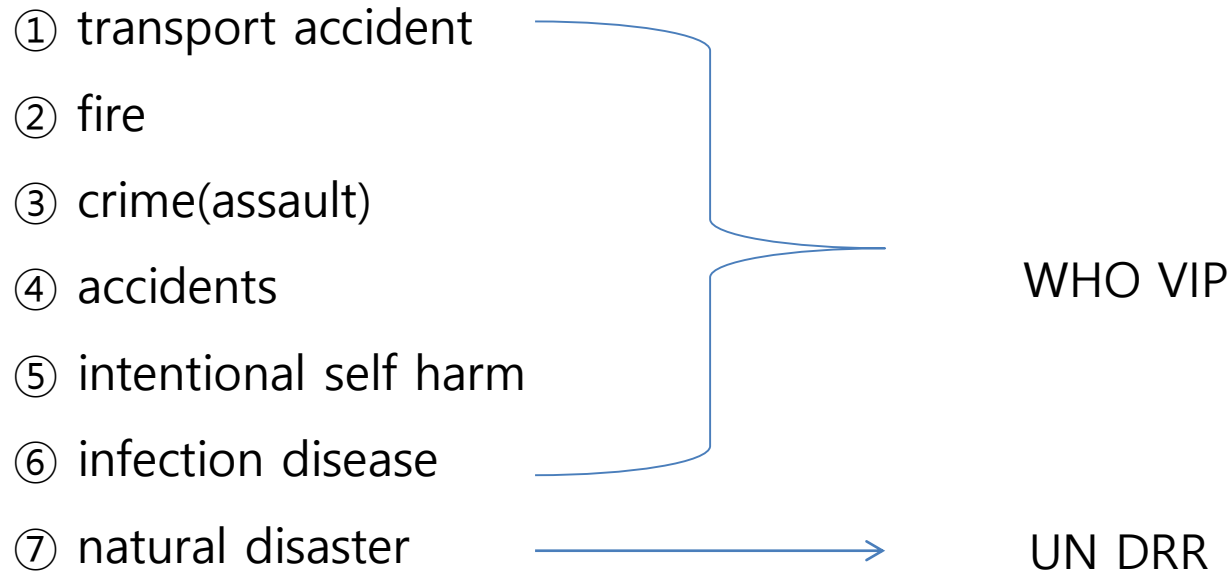 ① transport accident
② fire
③ crime(assault)
④ accidents
WHO VIP
⑤ intentional self harm
⑥ infection disease
⑦ natural disaster
UN DRR